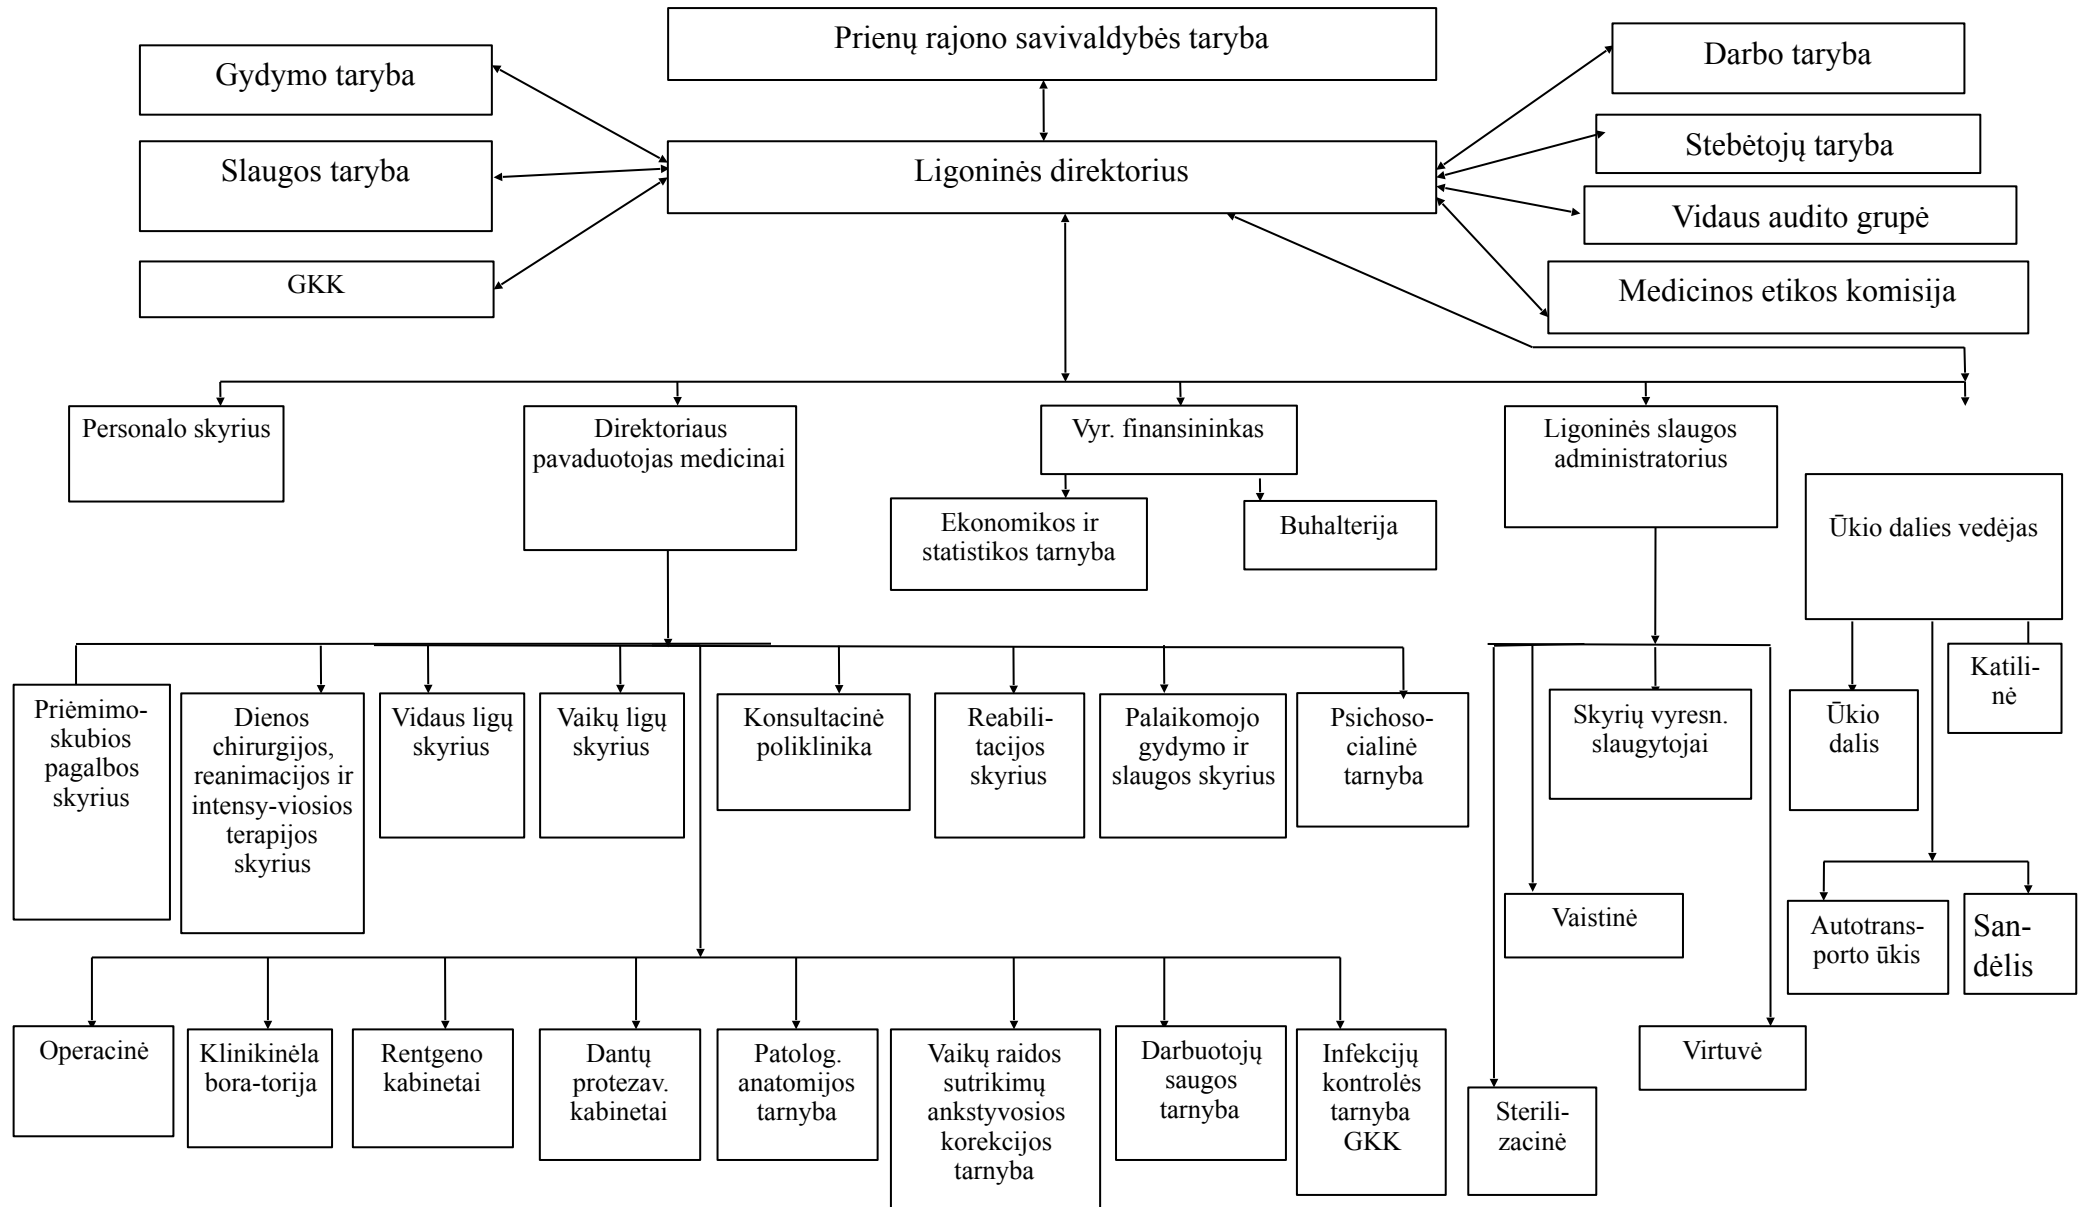 Prienų rajono savivaldybės taryba
Gydymo taryba
Darbo taryba
Stebėtojų taryba
Slaugos taryba
Ligoninės direktorius
Vidaus audito grupė
GKK
Medicinos etikos komisija
Personalo skyrius
Direktoriaus
pavaduotojas medicinai
Vyr. finansininkas
Ligoninės slaugos
administratorius
Ekonomikos ir
statistikos tarnyba
Buhalterija
Ūkio dalies vedėjas
Priėmimo-
skubios
pagalbos
skyrius
Dienos
chirurgijos,
reanimacijos ir
intensy-viosios
terapijos
skyrius
Vidaus ligų
skyrius
Vaikų ligų
skyrius
Konsultacinė
poliklinika
Reabili-
tacijos
skyrius
Palaikomojo
gydymo ir
slaugos skyrius
Psichoso-
cialinė
tarnyba
Skyrių vyresn.
slaugytojai
Ūkio
dalis
Katili-
nė
Vaistinė
Autotrans-
porto ūkis
San-
dėlis
Operacinė
Klinikinėla
bora-torija
Rentgeno
kabinetai
Dantų
protezav.
kabinetai
Patolog.
anatomijos
tarnyba
Vaikų raidos
sutrikimų
ankstyvosios
korekcijos
tarnyba
Darbuotojų
saugos
tarnyba
Infekcijų
kontrolės
tarnyba
GKK
Sterili-
zacinė
Virtuvė